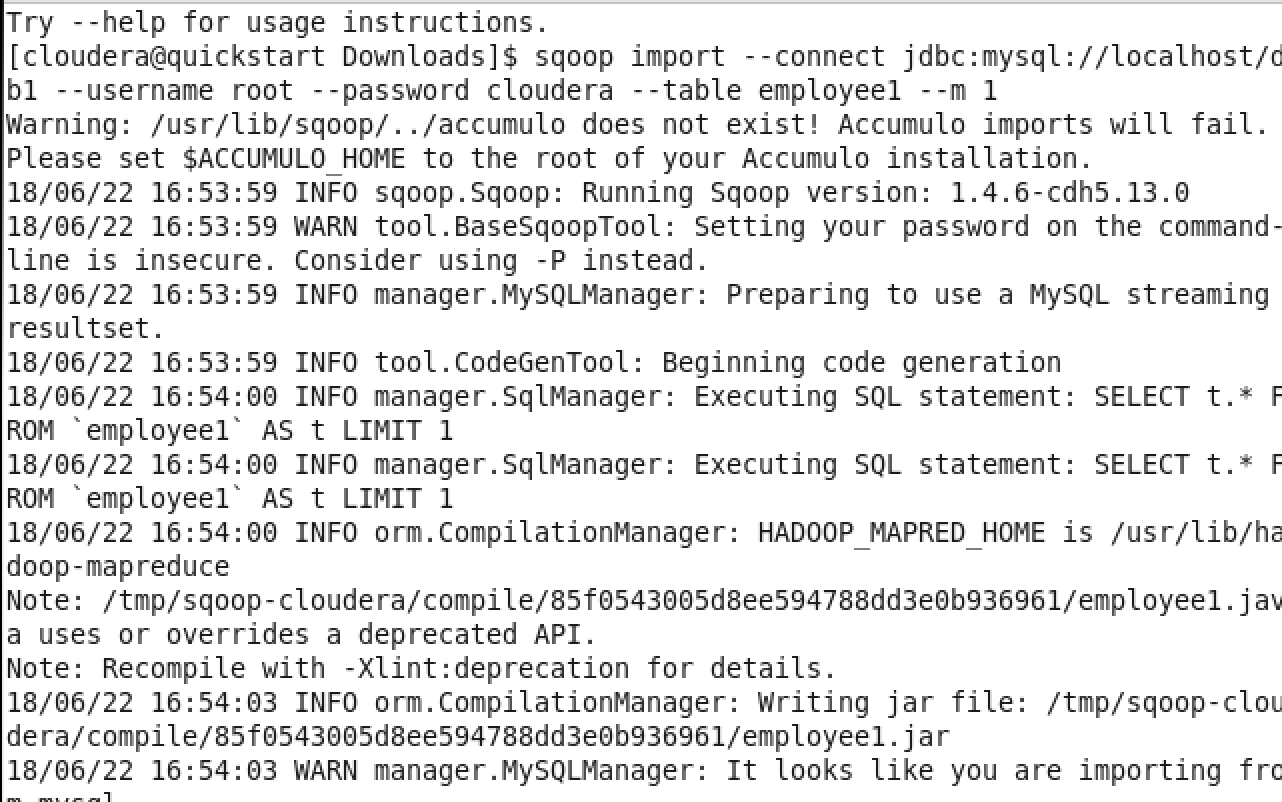 Try --help for usage instructions.
[cloudera@quickstart Downloads]$ sqoop import --connect jdbc:mysql://localhost/d
b1 --username root --password cloudera --table employee1 --m 1
Warning: /usr/lib/sqoop/../accumulo does not exist! Accumulo imports will fail.
Please set $ACCUMULO_HOME to the root of your Accumulo installation.
18/06/22 16:53:59 INFO sqoop.Sqoop: Running Sqoop version: 1.4.6-cdh5.13.0
18/06/22 16:53:59 WARN tool.BaseSqoopTool: Setting your password on the command-
line is insecure. Consider using -P instead.
18/06/22 16:53:59 INFO manager.MySQLManager: Preparing to use a MySQL streaming
resultset.
18/06/22 16:53:59 INFO tool.CodeGenTool: Beginning code generation
18/06/22 16:54:00 INFO manager.SqlManager: Executing SQL statement: SELECT t.* F
ROM `employee1` AS t LIMIT 1
18/06/22 16:54:00 INFO manager.SqlManager: Executing SQL statement: SELECT t.* F
ROM `employee1` AS t LIMIT 1
18/06/22 16:54:00 INFO orm.CompilationManager: HADOOP_MAPRED_HOME is /usr/lib/ha
doop-mapreduce
Note: /tmp/sqoop-cloudera/compile/85f0543005d8ee594788dd3e0b936961/employee1.jav
a uses or overrides a deprecated API.
Note: Recompile with -Xlint:deprecation for details.
18/06/22 16:54:03 INFO orm.CompilationManager: Writing jar file: /tmp/sqoop-clou
dera/compile/85f0543005d8ee594788dd3e0b936961/employee1.jar
18/06/22 16:54:03 WARN manager.MySQLManager: It looks like you are importing fro
m mysql